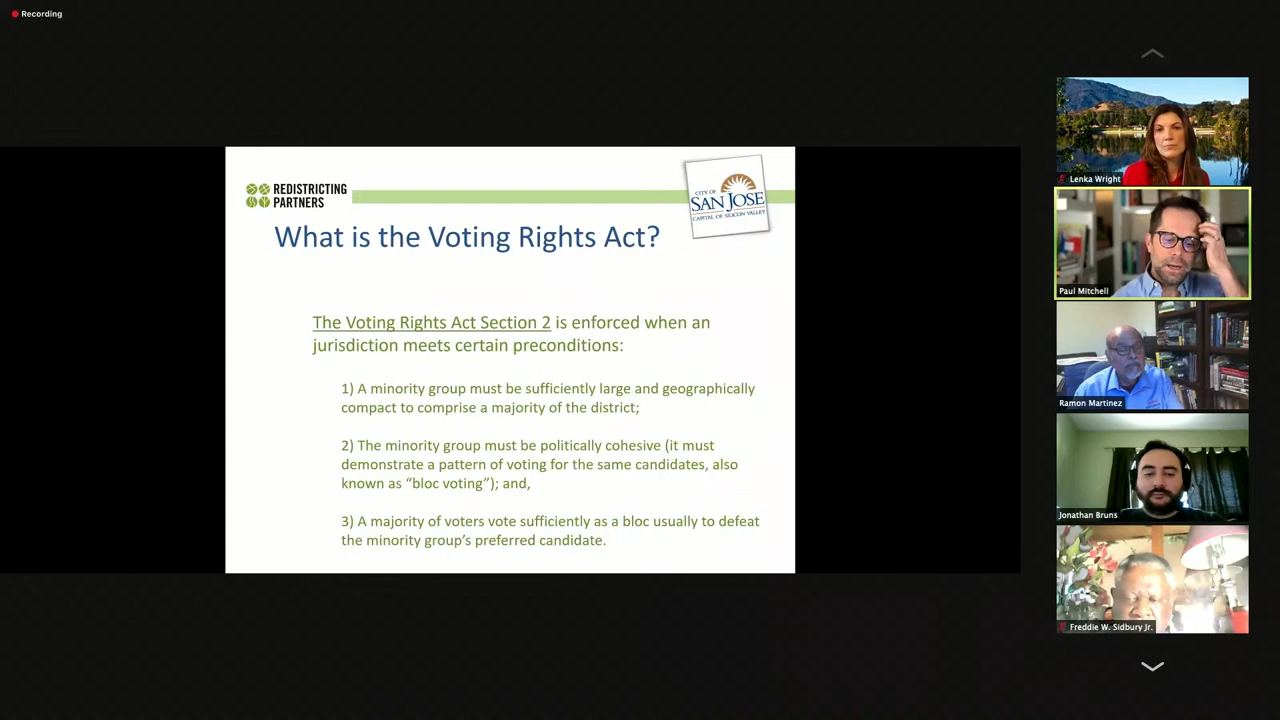 Recording
REDISTRICTING
PARTNERS
CITY OF
SAN JOSE
CAPITAL OF SILICON VALLEY
What is the Voting Rights Act?
The Voting Rights Act Section 2 is enforced when an
jurisdiction meets certain preconditions:
1) A minority group must be sufficiently large and geographically
compact to comprise a majority of the district;
2) The minority group must be politically cohesive (it must
demonstrate a pattern of voting for the same candidates, also
known as “bloc voting”); and,
3) A majority of voters vote sufficiently as a bloc usually to defeat
the minority group’s preferred candidate.
Lenka Wright
Paul Mitchell
Ramon Martinez
Jonathan Bruns
Freddie W. Sidbury Jr.